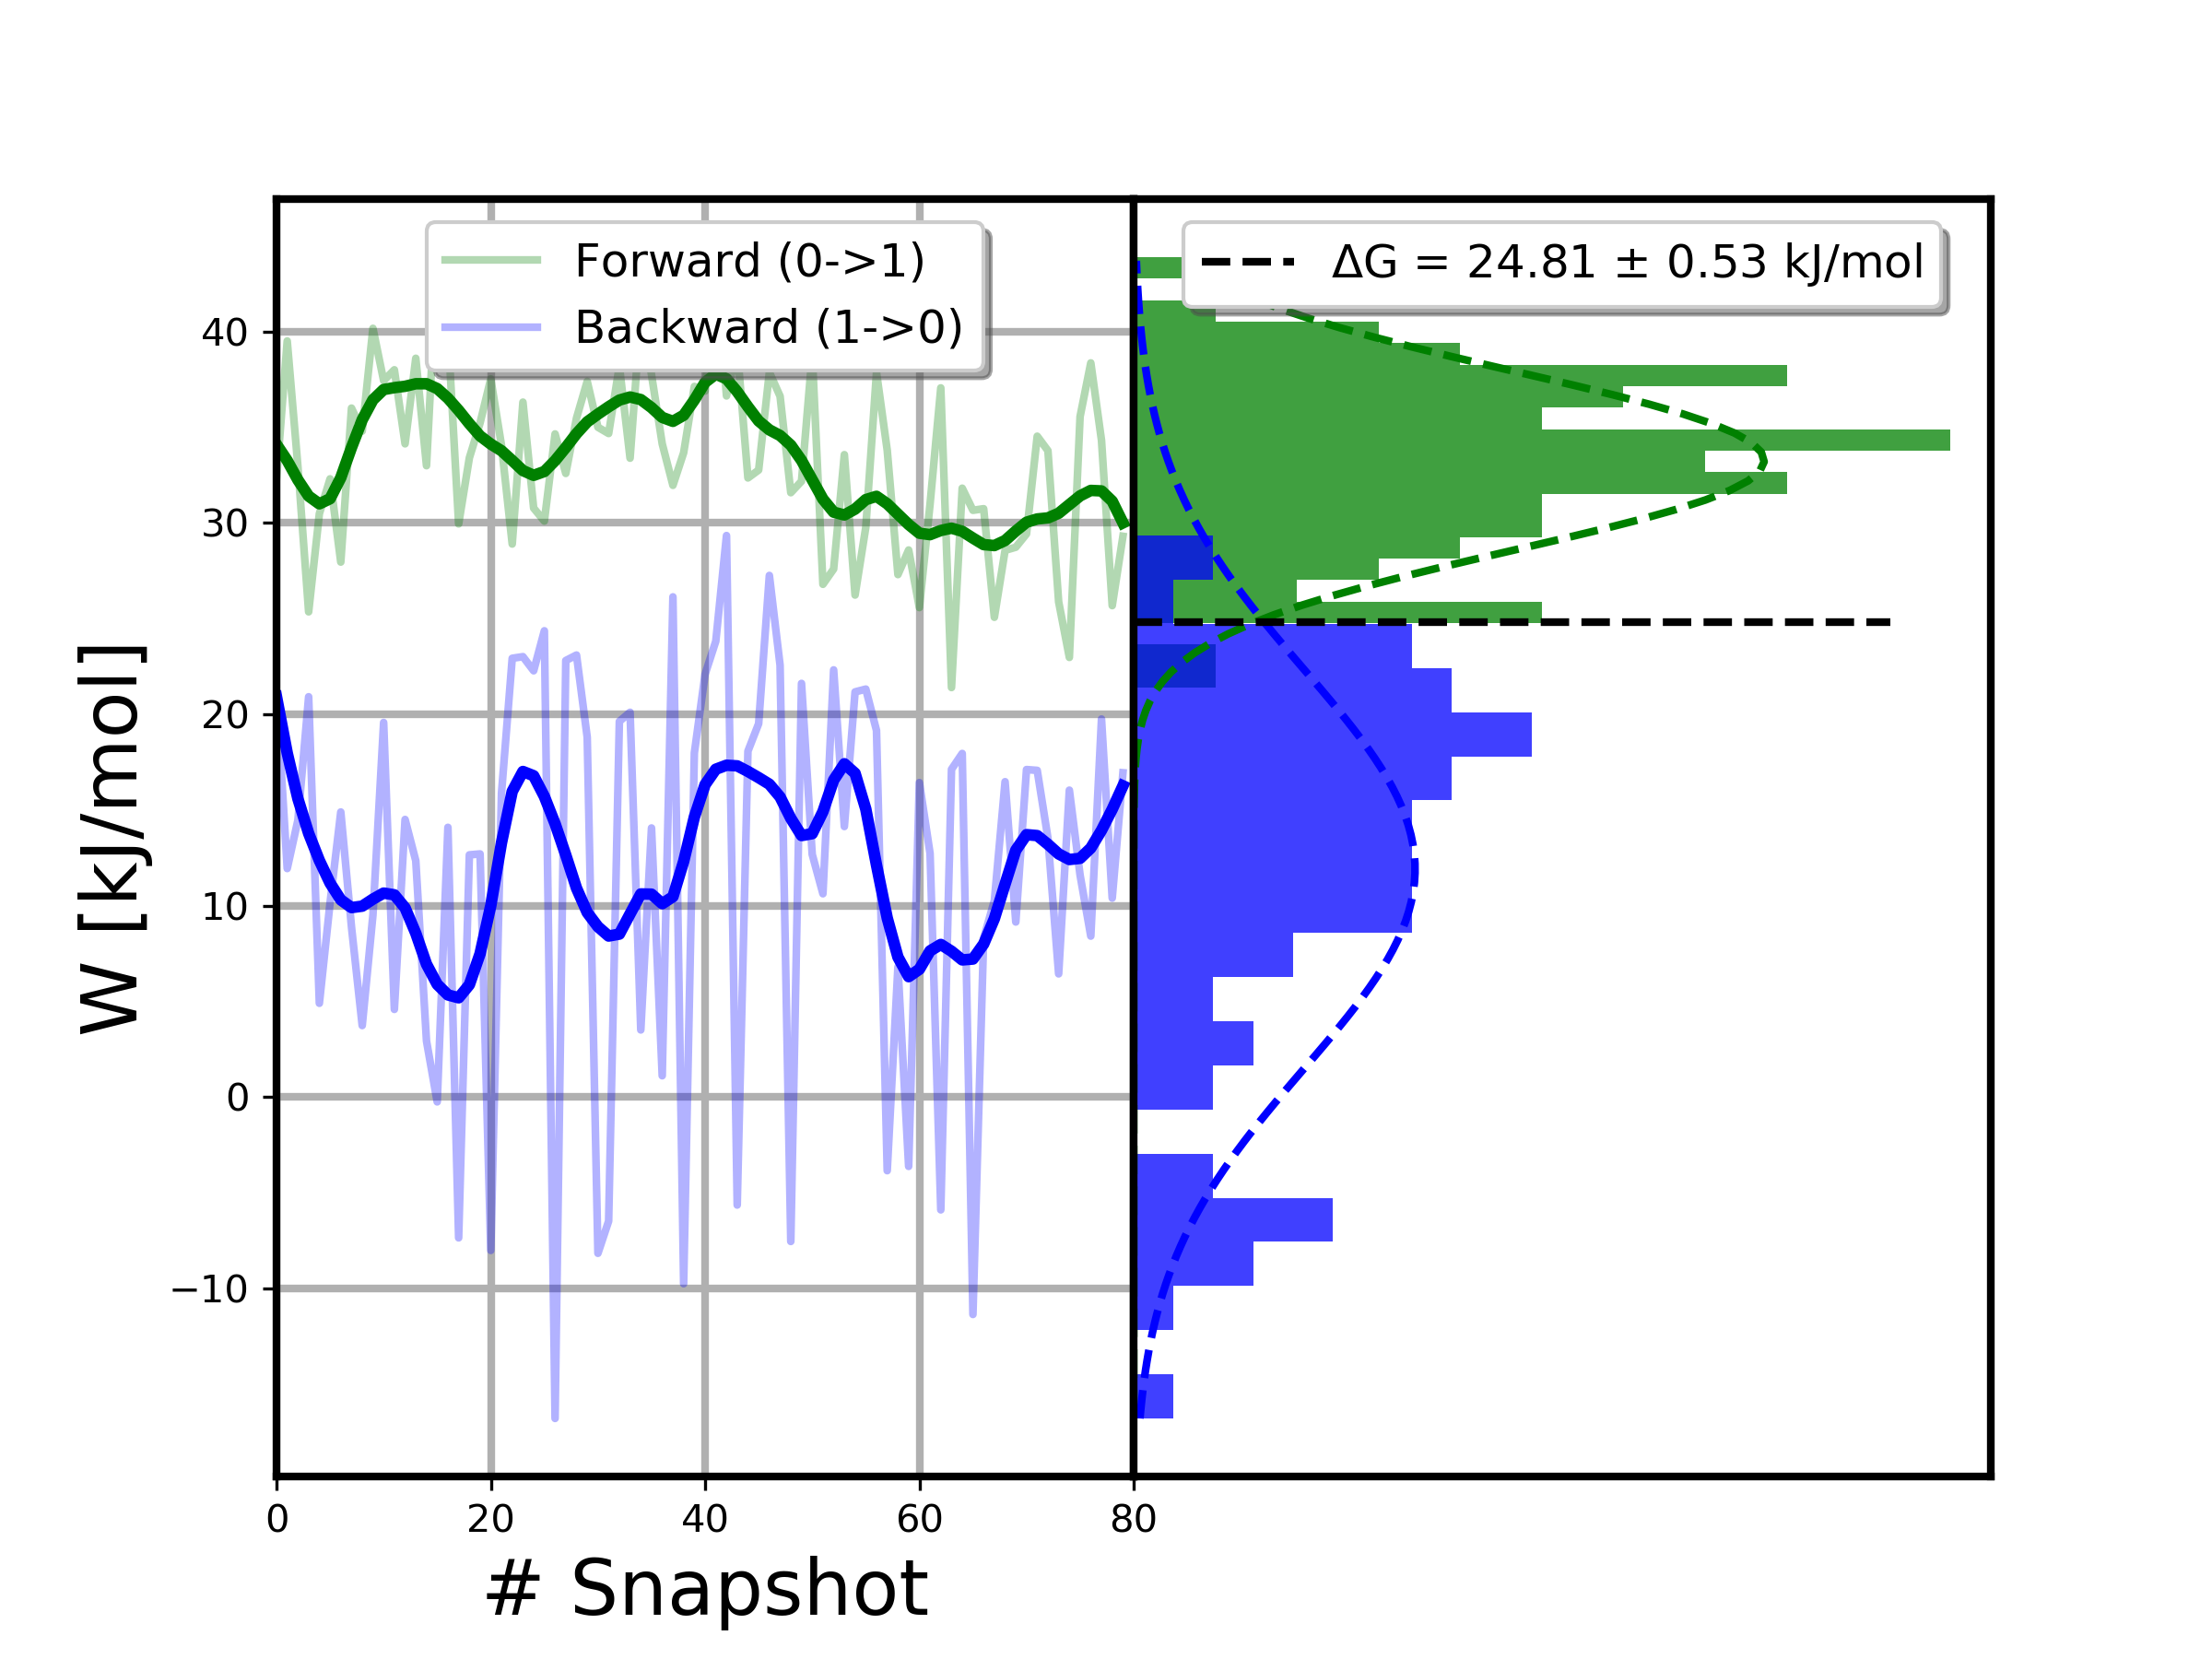 Forward (0->1)
Backward (1->0)
ΔG = 24.81 ± 0.53 kJ/mol
40
30
20
10
0
−10
W [kJ/mol]
0 20 40 60 80
# Snapshot